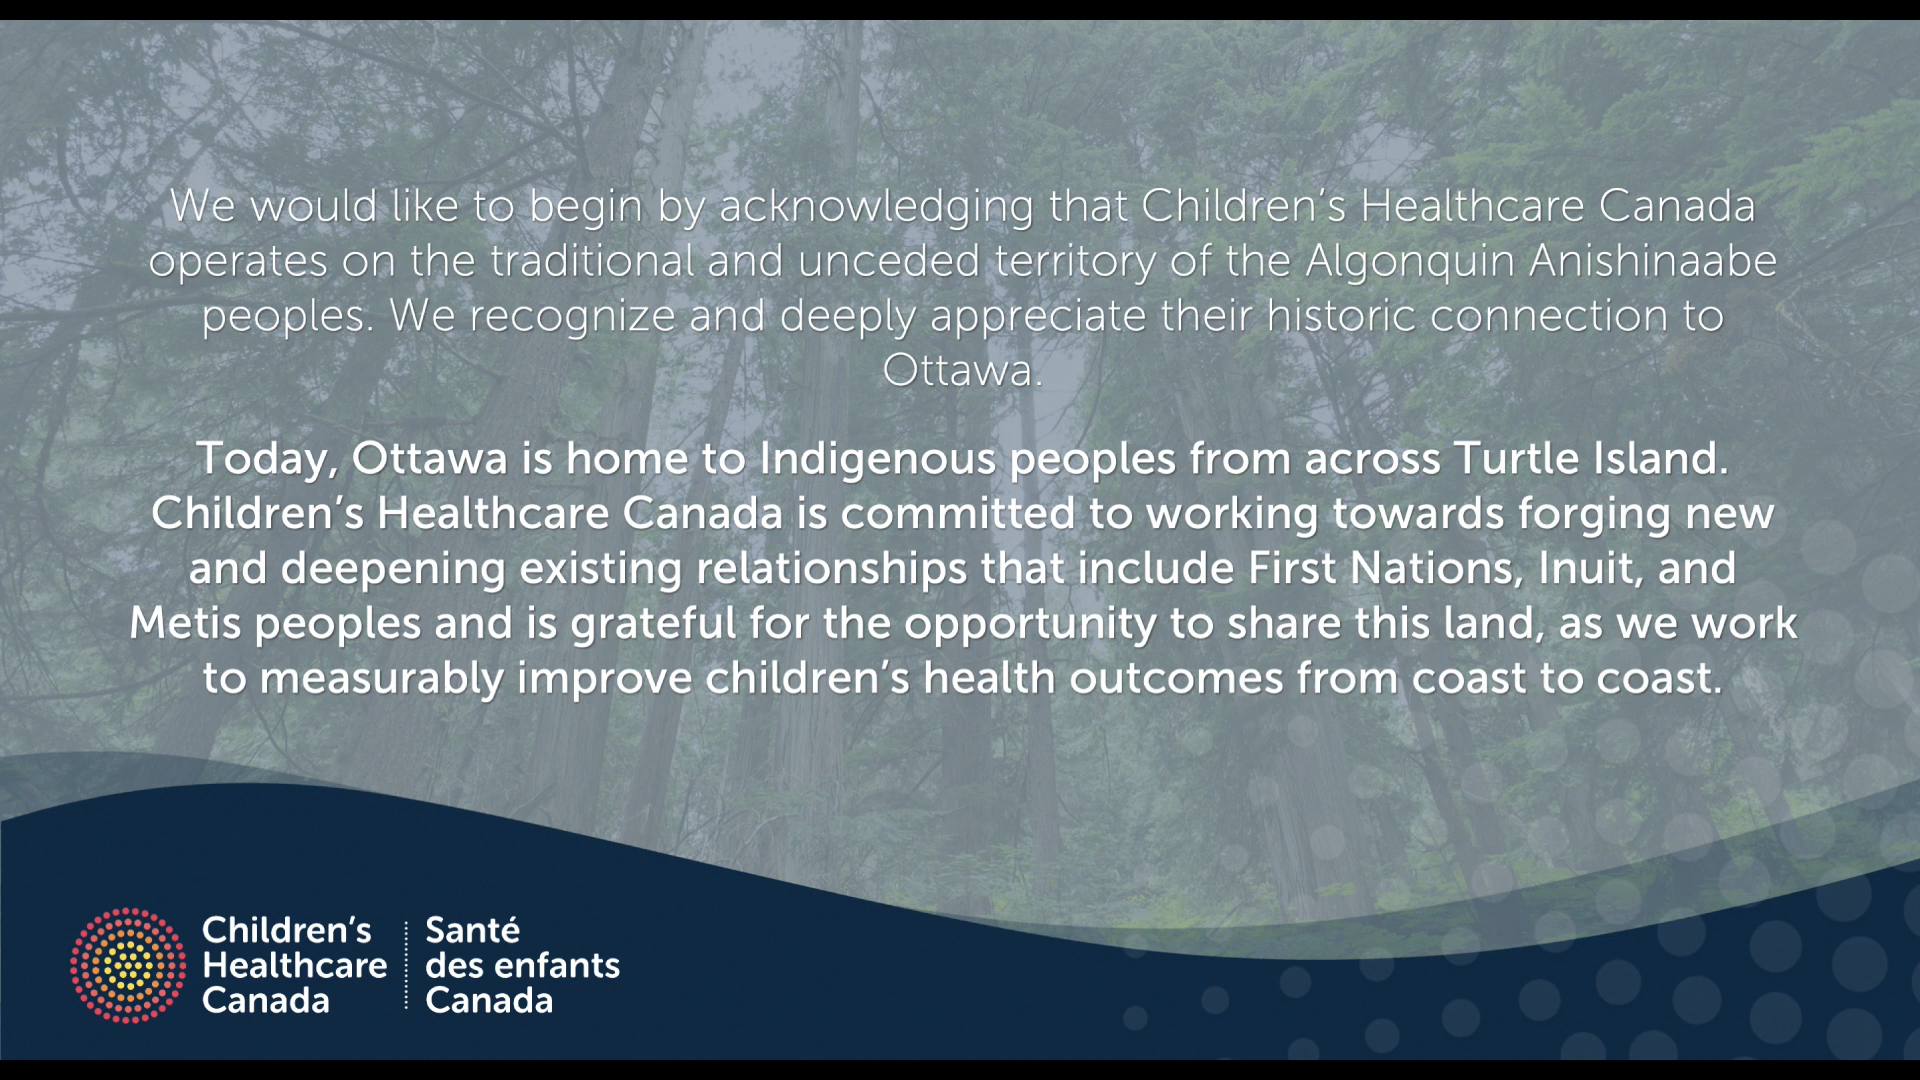 We would like to begin by acknowledging that Children’s Healthcare Canada
operates on the traditional and unceded territory of the Algonquin Anishinaabe
peoples. We recognize and deeply appreciate their historic connection to
Ottawa.
Today, Ottawa is home to Indigenous peoples from across Turtle Island.
Children’s Healthcare Canada is committed to working towards forging new
and deepening existing relationships that include First Nations, Inuit, and
Metis peoples and is grateful for the opportunity to share this land, as we work
to measurably improve children’s health outcomes from coast to coast.
Children’s
Healthcare
Canada
Santé
des enfants
Canada